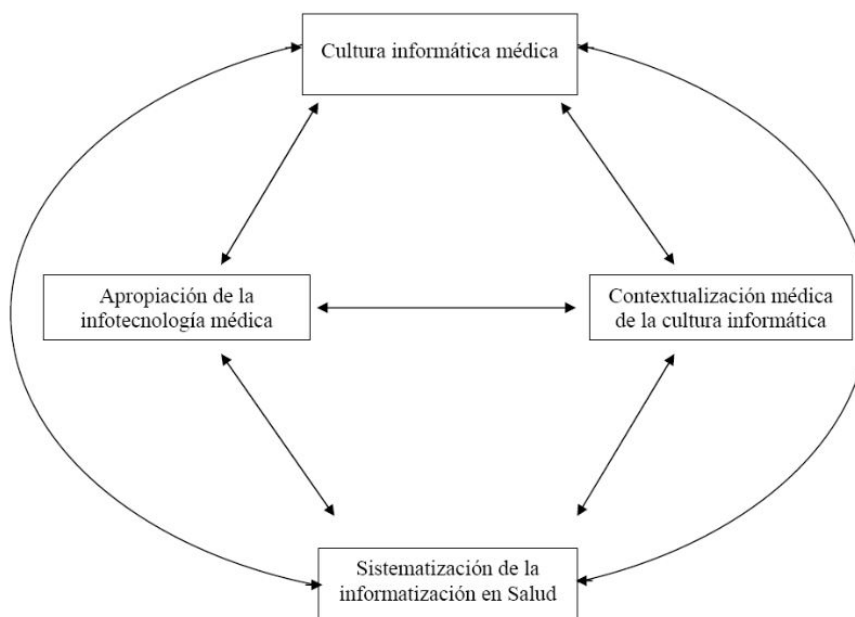 Cultura informática médica
Apropiación de la
infotecnología médica
Contextualización médica
de la cultura informática
Sistematización de la
informatización en Salud